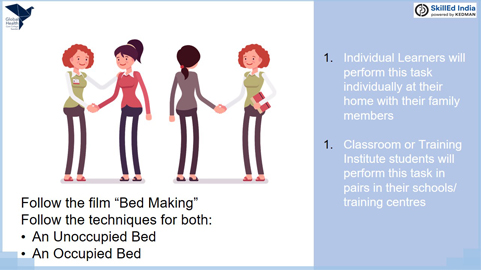 Global
Health
SkillEd India
powered by KEDMAN
Follow the film “Bed Making”
Follow the techniques for both:
• An Unoccupied Bed
• An Occupied Bed
1. Individual Learners will
perform this task
individually at their
home with their family
members
1. Classroom or Training
Institute students will
perform this task in
pairs in their schools/
training centres